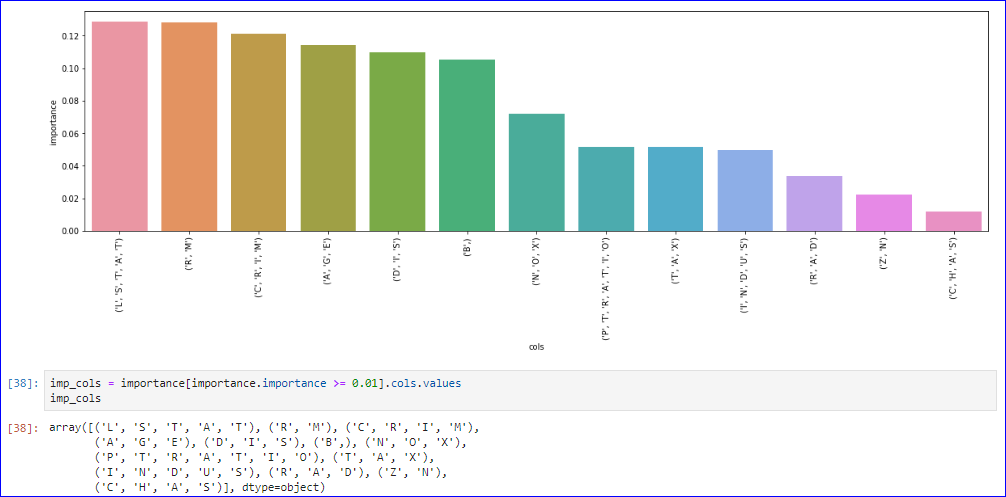 0.12
0.10
0.08
0.06
0.04
0.02
0.00
importance
('L', 'S', 'T', 'A', 'T')
('R', 'M')
('C', 'R', 'I', 'M')
('A', 'G', 'E')
('D', 'I', 'S')
('B',)
('N', 'O', 'X')
('P', 'T', 'R', 'A', 'T', 'I', 'O')
('T', 'A', 'X')
('I', 'N', 'D', 'U', 'S')
('R', 'A', 'D')
('Z', 'N')
('C', 'H', 'A', 'S')
cols
[38]: imp_cols = importance[importance.importance >= 0.01].cols.values
imp_cols
[38]: array([('L', 'S', 'T', 'A', 'T'), ('R', 'M'), ('C', 'R', 'I', 'M'),
('A', 'G', 'E'), ('D', 'I', 'S'), ('B',), ('N', 'O', 'X'),
('P', 'T', 'R', 'A', 'T', 'I', 'O'), ('T', 'A', 'X'),
('I', 'N', 'D', 'U', 'S'), ('R', 'A', 'D'), ('Z', 'N'),
('C', 'H', 'A', 'S')], dtype=object)